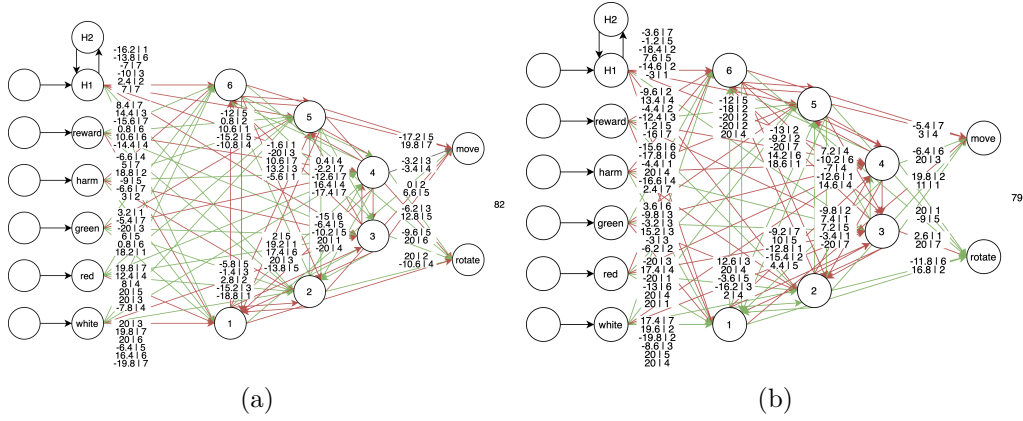 H2
H1
reward
harm
green
red
white
-16.2 | 1
-13.8 | 6
-7 | 7
-10 | 3
2.4 | 2
7 | 7
8.4 | 7
14.4 | 3
-15.6 | 7
0.8 | 6
10.6 | 6
-14.4 | 4
-6.6 | 4
5 | 7
18.8 | 2
-9 | 5
-6.6 | 7
3 | 2
3.2 | 1
-5.4 | 7
-20 | 3
6 | 5
0.8 | 6
18.2 | 1
19.8 | 7
12.4 | 7
8 | 4
20 | 5
20 | 3
-7.8 | 4
20 | 3
19.8 | 7
20 | 6
-6.4 | 5
16.4 | 6
-19.8 | 7
6
5
4
3
2
1
-12 | 5
0.8 | 2
10.6 | 1
-15.2 | 5
-10.8 | 4
-1.6 | 1
-20 | 3
10.6 | 7
13.2 | 3
-5.6 | 1
0.4 | 4
-2.2 | 7
-12.6 | 7
16.4 | 4
-17.4 | 7
-15 | 6
-6.4 | 5
-10.2 | 5
20 | 1
-20 | 4
2 | 5
19.2 | 1
17.4 | 6
20 | 3
-13.8 | 5
-5.8 | 5
-1.4 | 3
2.8 | 2
-15.2 | 3
-18.8 | 1
-17.2 | 5
19.8 | 7
-3.2 | 3
-3.4 | 4
0 | 2
6.6 | 5
-6.2 | 3
12.8 | 5
-9.6 | 5
20 | 6
20 | 2
-10.6 | 4
move
rotate
82
(a)
H2
H1
reward
harm
green
red
white
-3.6 | 7
-1.2 | 5
-18.4 | 2
7.6 | 5
-14.6 | 2
-3 | 1
-9.6 | 2
13.4 | 4
-4.4 | 2
-12.4 | 3
1.2 | 5
-16 | 7
-15.6 | 6
-17.8 | 6
-4.4 | 1
20 | 4
-16.6 | 4
2.4 | 7
3.6 | 6
-9.8 | 3
-3.2 | 3
15.2 | 3
-3 | 3
-6.2 | 2
-20 | 3
17.4 | 4
-20 | 1
-13 | 6
20 | 4
20 | 1
17.4 | 7
19.6 | 2
-19.8 | 2
-8.6 | 3
20 | 5
20 | 4
6
5
4
3
2
1
-12 | 5
-18 | 2
-20 | 2
-20 | 2
20 | 4
-13 | 2
-9.2 | 2
-20 | 7
14.2 | 6
18.6 | 1
7.2 | 4
-10.2 | 6
-7 | 4
-12.6 | 1
14.6 | 4
-9.8 | 2
7.4 | 1
7.2 | 5
-3.4 | 1
-20 | 7
-9.2 | 7
10 | 5
-12.8 | 1
-15.4 | 2
4.4 | 5
12.6 | 3
20 | 4
-3.6 | 5
-16.2 | 3
2 | 4
-5.4 | 7
3 | 4
-6.4 | 6
20 | 3
19.8 | 2
11 | 1
20 | 1
-9 | 5
2.6 | 1
20 | 7
-11.8 | 6
16.8 | 2
move
rotate
79
(b)